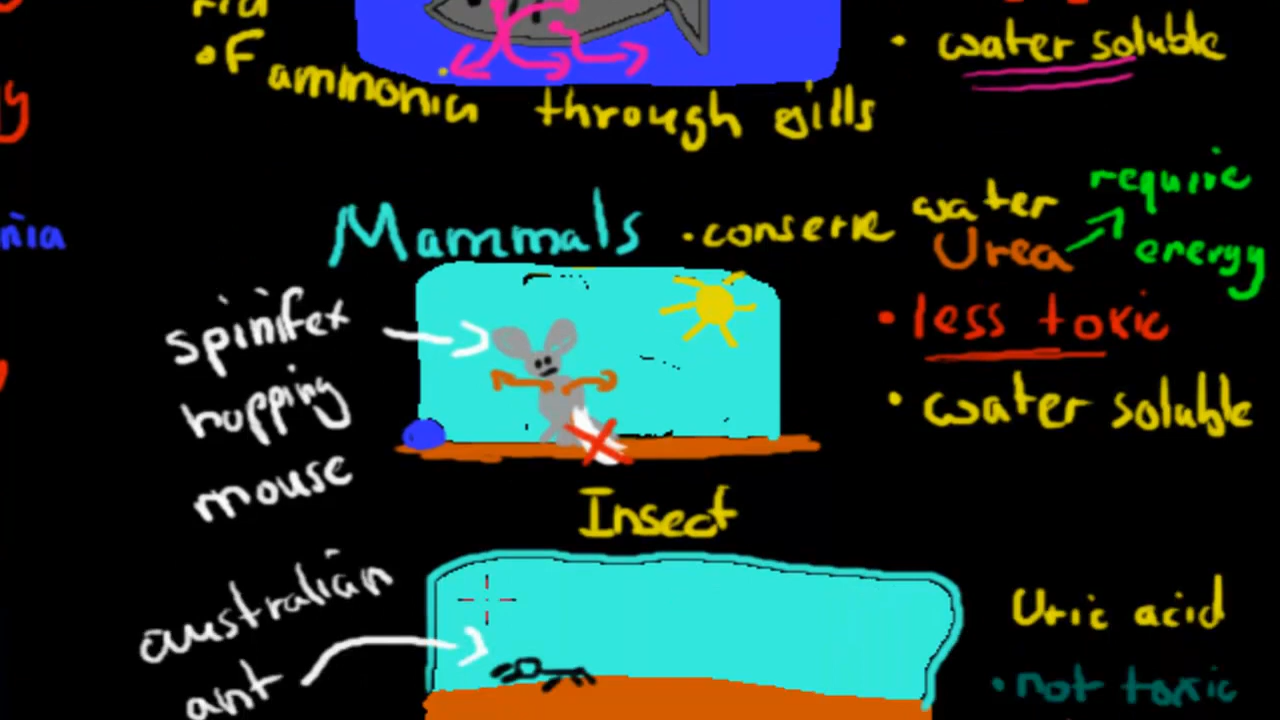 of ammonia through gills
• water soluble
Mammals
• conserve water
Urea
require
energy
• less toxic
• water soluble
spinifex
hopping
mouse
Insect
australian
ant
Uric acid
• not toxic